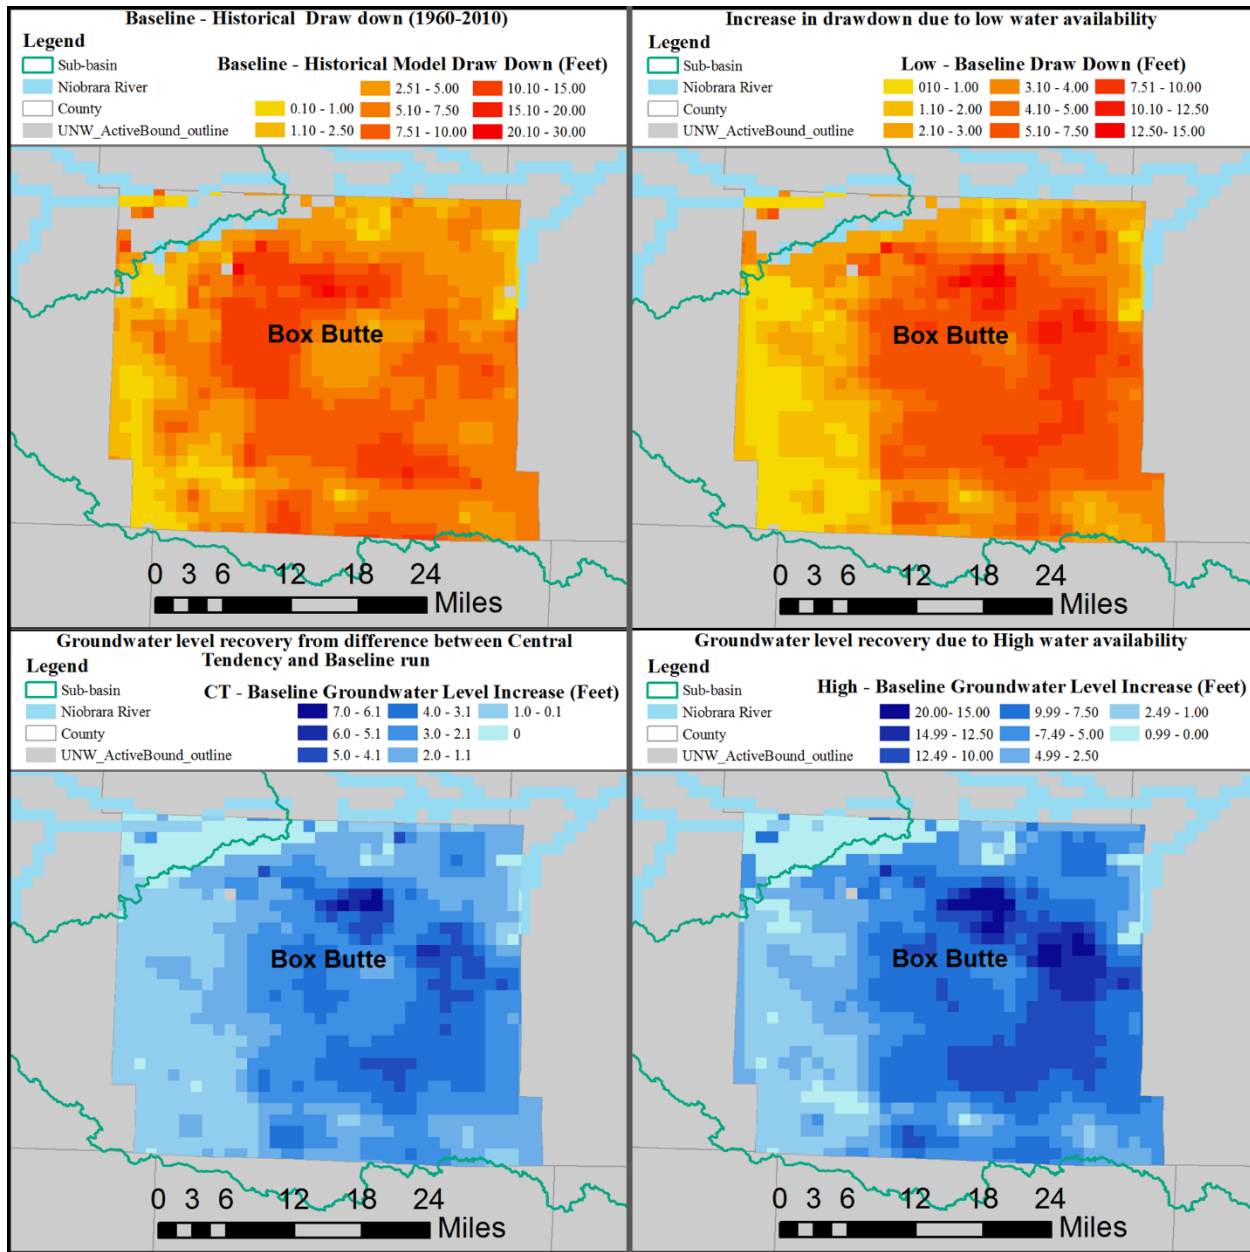 Baseline - Historical Draw down (1960-2010)
Legend
Sub-basin
Niobrara River
County
UNW_ActiveBound_outline
Baseline - Historical Model Draw Down (Feet)
0.10 - 1.00
1.10 - 2.50
2.51 - 5.00
5.10 - 7.50
7.51 - 10.00
10.10 - 15.00
15.10 - 20.00
20.10 - 30.00
Box Butte
0 3 6 12 18 24
Miles
Increase in drawdown due to low water availability
Legend
Sub-basin
Niobrara River
County
UNW_ActiveBound_outline
Low - Baseline Draw Down (Feet)
010 - 1.00
1.10 - 2.00
2.10 - 3.00
3.10 - 4.00
4.10 - 5.00
5.10 - 7.50
7.51 - 10.00
10.10 - 12.50
12.50 - 15.00
Box Butte
0 3 6 12 18 24
Miles
Groundwater level recovery from difference between Central
Tendency and Baseline run
Legend
Sub-basin
Niobrara River
County
UNW_ActiveBound_outline
CT - Baseline Groundwater Level Increase (Feet)
7.0 - 6.1
6.0 - 5.1
5.0 - 4.1
4.0 - 3.1
3.0 - 2.1
2.0 - 1.1
1.0 - 0.1
0
Box Butte
0 3 6 12 18 24
Miles
Groundwater level recovery due to High water availability
Legend
Sub-basin
Niobrara River
County
UNW_ActiveBound_outline
High - Baseline Groundwater Level Increase (Feet)
20.00 - 15.00
14.99 - 12.50
12.49 - 10.00
9.99 - 7.50
-7.49 - 5.00
4.99 - 2.50
2.49 - 1.00
0.99 - 0.00
Box Butte
0 3 6 12 18 24
Miles